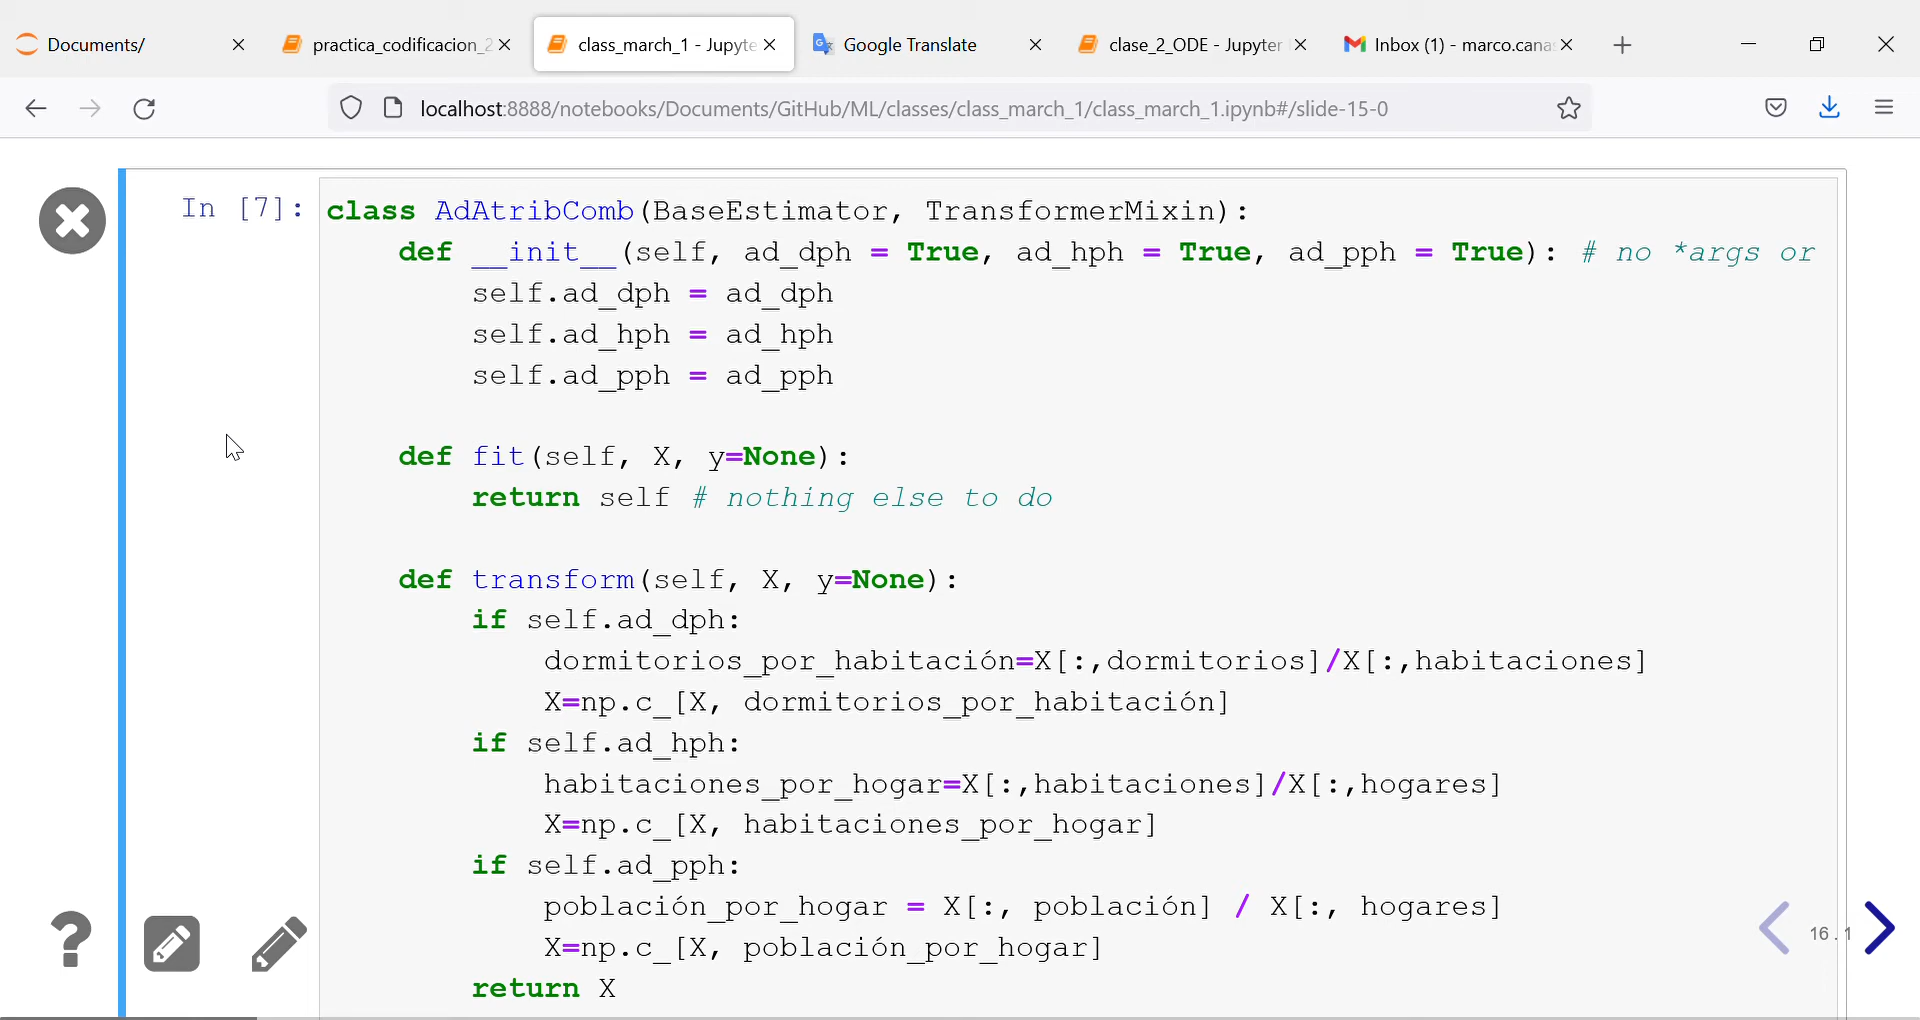 Documents/
practica_codificacion_2
class_march_1 - Jupyte
Google Translate
clase_2_ODE - Jupyter
Inbox (1) - marco.cana
localhost:8888/notebooks/Documents/GitHub/ML/classes/class_march_1/class_march_1.ipynb#/slide-15-0
In [7]: class AdAtribComb(BaseEstimator, TransformerMixin):
    def __init__(self, ad_dph = True, ad_hph = True, ad_pph = True): # no *args or
        self.ad_dph = ad_dph
        self.ad_hph = ad_hph
        self.ad_pph = ad_pph
    def fit(self, X, y=None):
        return self # nothing else to do
    def transform(self, X, y=None):
        if self.ad_dph:
            dormitorios_por_habitación=X[:,dormitorios]/X[:,habitaciones]
            X=np.c_[X, dormitorios_por_habitación]
        if self.ad_hph:
            habitaciones_por_hogar=X[:,habitaciones]/X[:,hogares]
            X=np.c_[X, habitaciones_por_hogar]
        if self.ad_pph:
            población_por_hogar = X[:, población] / X[:, hogares]
            X=np.c_[X, población_por_hogar]
        return X
16.1